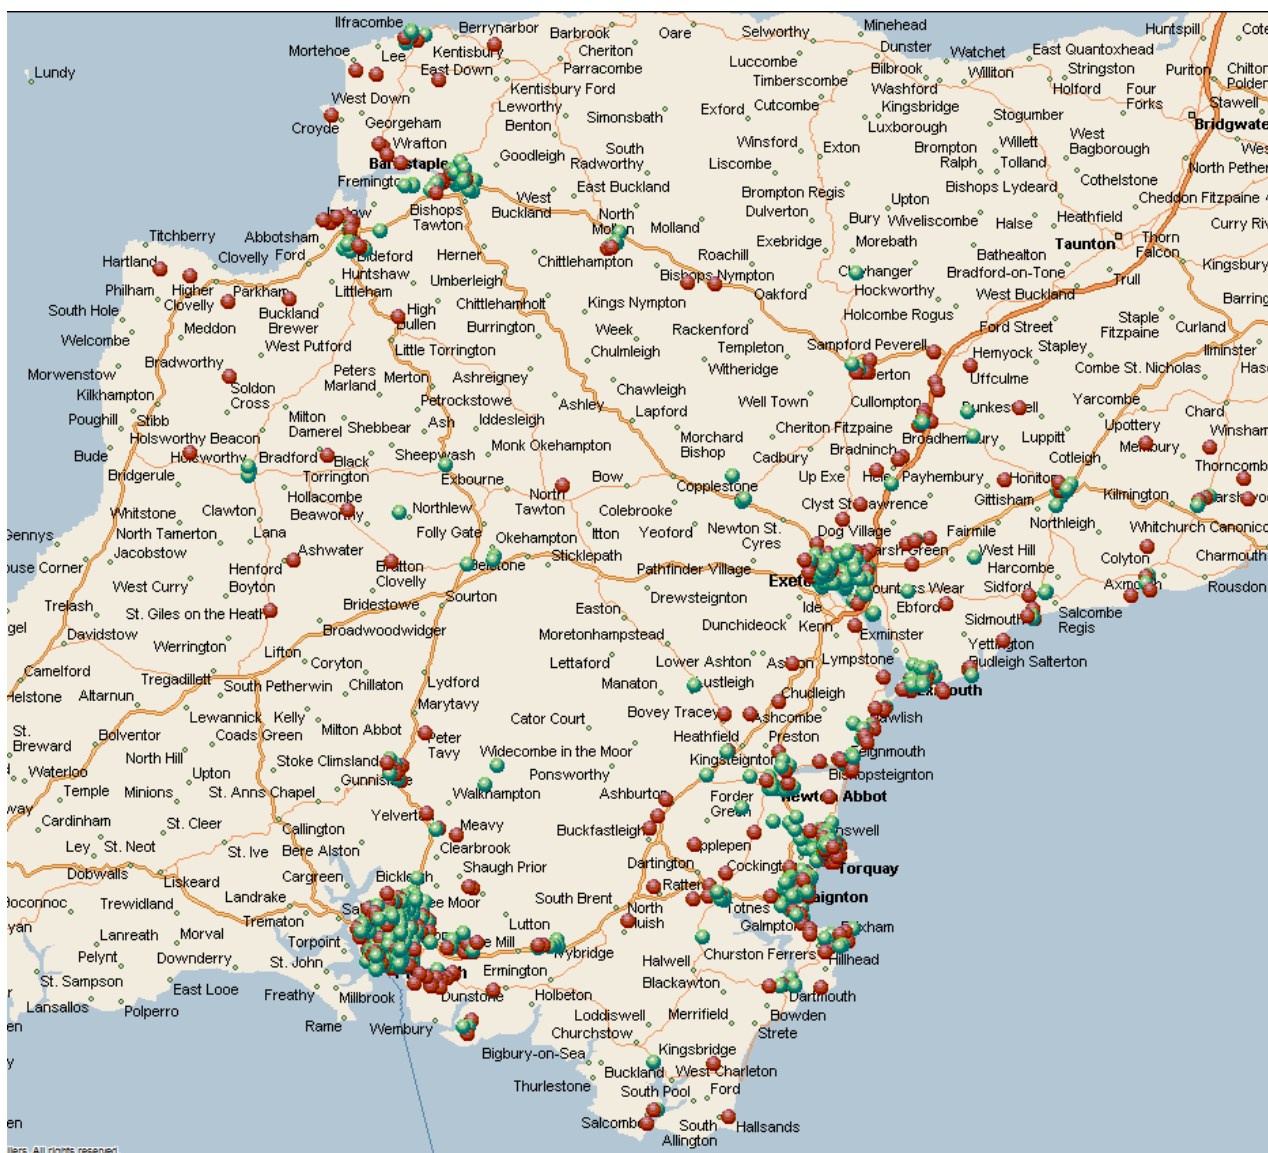 Ilfracombe
Berrynarbor
Barbrook
Oare
Selworthy
Minehead
Huntspill
Mortehoe
Lee
Kentisbury
Cheriton
Luccombe
Dunster
Watchet
East Quantoxhead
Lundy
East Down
Parracombe
Timberscombe
Bilbrook
Williton
Stringston
Puriton
Kentisbury Ford
Washford
Holford
Four
Forks
West Down
Leworthy
Simonsbath
Exford
Cutcombe
Kingsbridge
Stogumber
Stawell
Croyde
Georgeham
Benton
Luxborough
Bridgwate
Wrafton
Goodleigh
South
Radworthy
Winsford
Exton
Brompton
Ralph
Willett
Tolland
West
Bagborough
Liscombe
North Pether
East Buckland
Brompton Regis
Bishops Lydeard
Cothelstone
West
Buckland
Bishops
Tawton
North
Molland
Dulverton
Bury
Upton
Wiveliscombe
Halse
Heathfield
Cheddon Fitzpaine
Curry Riv
Titchberry
Abbotsham
Exebridge
Morebath
Taunton
Thorn
Falcon
Hartland
Clovelly
Ford
Bideford
Herner
Chittlehampton
Roachill
Bathealton
Kingsbury
Philham
Higher
Clovelly
Parkham
Huntshaw
Littleham
Umberleigh
Bishops Nympton
Oakford
Hockworthy
Bradford-on-Tone
Trull
South Hole
Buckland
Brewer
Chittlehamholt
Kings Nympton
West Buckland
Barring
Meddon
High
Bullen
Burrington
Week
Rackenford
Holcombe Rogus
Ford Street
Staple
Fitzpaine
Curland
Welcombe
West Putford
Little Torrington
Chulmleigh
Templeton
Sampford Peverell
Stapley
Ilminster
Bradworthy
Hemyock
Morwenstow
Peters
Marland
Merton
Ashreigney
Witheridge
Uffculme
Combe St. Nicholas
Kilkhampton
Soldon
Cross
Petrockstowe
Chawleigh
Well Town
Cullompton
Dunkeswell
Yarcombe
Poughill
Stibb
Milton
Damerel
Shebbear
Ash
Iddesleigh
Ashley
Lapford
Chard
Holsworthy Beacon
Monk Okehampton
Morchard
Bishop
Cheriton Fitzpaine
Broadhembury
Luppitt
Upottery
Winsham
Bude
Holsworthy
Bradford
Black
Torrington
Sheepwash
Cadbury
Bradninch
Cotleigh
Membury
Bridgerule
Exbourne
Bow
Copplestone
Up Exe
Hele
Payhembury
Honiton
Thorncomb
Hollacombe
Beaworthy
North
Tawton
Gittisham
Kilmington
Whitstone
Clawton
Northlew
Colebrooke
Clyst St Lawrence
Northleigh
North Tamerton
Lana
Folly Gate
Okehampton
Itton
Yeoford
Newton St.
Cyres
Dog Village
Fairmile
Whitchurch Canonico
Gennys
Jacobstow
Ashwater
Sticklepath
West Hill
Colyton
Charmouth
Henford
Boyton
Bratton
Clovelly
Belstone
Pathfinder Village
Harcombe
West Curry
Sourton
Drewsteignton
Sidford
Axmouth
Rousdon
Trelash
St. Giles on the Heath
Bridestowe
Easton
Ide
Ebford
Dunchideock
Kenn
Salcombe
Regis
Davidstow
Broadwoodwidger
Moretonhampstead
Exminster
Sidmouth
Werrington
Lifton
Yettington
Camelford
Coryton
Lettaford
Lower Ashton
Ashton
Lympstone
Budleigh Salterton
Tregadillett
Lydford
Lustleigh
Helstone
Altarnun
South Petherwin
Chillaton
Manaton
Chudleigh
Exmouth
Lewannick
Kelly
Marytavy
Bovey Tracey
Ashcombe
Dawlish
St.
Breward
Bolventor
Coads Green
Milton Abbot
Cator Court
Peter
Tavy
Heathfield
Preston
North Hill
Stoke Climsland
Widecombe in the Moor
Kingsteignton
Teignmouth
Waterloo
Upton
Gunnislake
Ponsworthy
Bishopsteignton
Temple
Minions
St. Anns Chapel
Walkhampton
Ashburton
Forder
Green
Newton Abbot
Cardinham
St. Cleer
Callington
Yelverton
Meavy
Buckfastleigh
Ley
St. Neot
St. Ive
Bere Alston
Clearbrook
Dobwalls
Cargreen
Bickleigh
Shaugh Prior
Dartington
Cockington
Torquay
Liskeard
Boconnoc
Trewidland
Landrake
Lutton
South Brent
Trematon
North
Huish
Totnes
Galmpton
Lanreath
Morval
Torpoint
Ivybridge
Pelynt
Downderry
St. John
Ermington
Halwell
Churston Ferrers
Hillhead
St. Sampson
East Looe
Freathy
Millbrook
Dunstone
Holbeton
Blackawton
Dartmouth
Lansallos
Polperro
Rame
Wembury
Loddiswell
Merrifield
Bowden
Churchstow
Strete
Bigbury-on-Sea
Kingsbridge
Buckland
West Charleton
Thurlestone
South Pool
Ford
Salcombe
South
Allington
Hallsands
All rights reserved